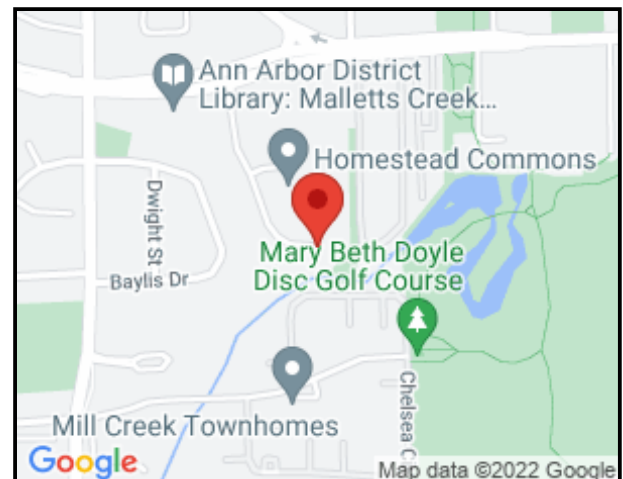 Ann Arbor District
Library: Malletts Creek...
Homestead Commons
Dwight St
Mary Beth Doyle
Disc Golf Course
Baylis Dr
Chelsea C
Mill Creek Townhomes
Google
Map data ©2022 Google